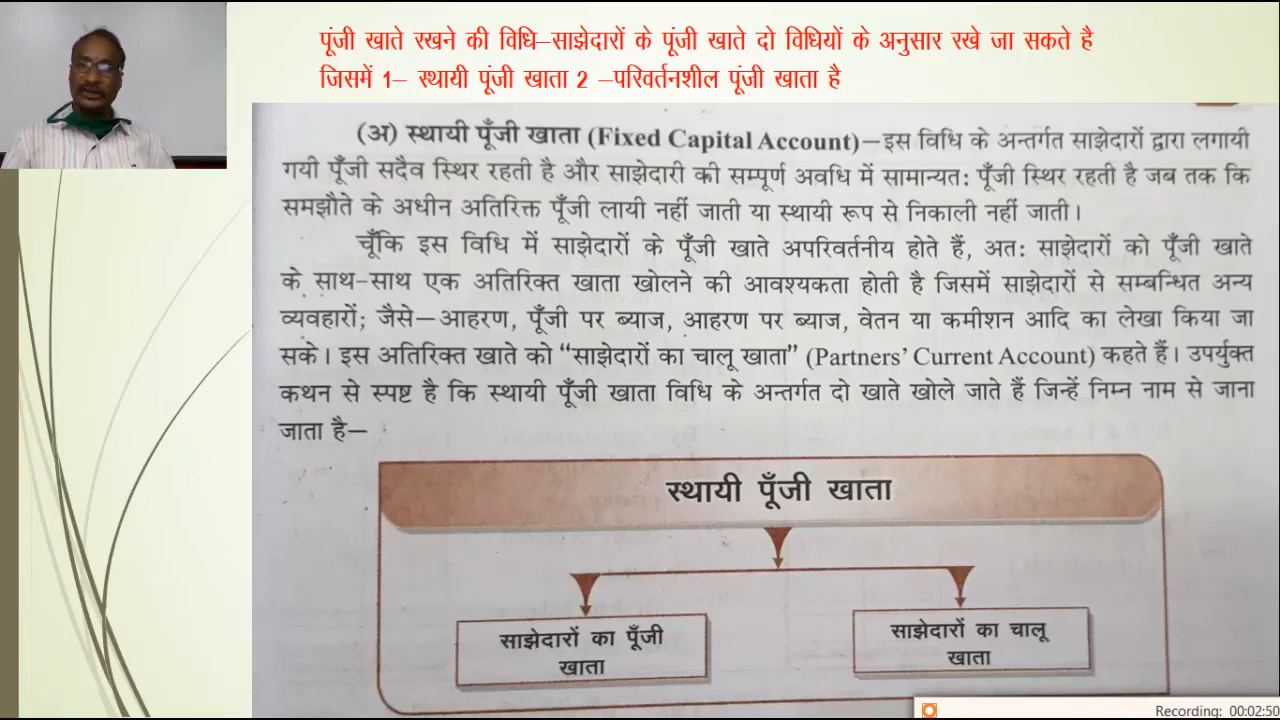 पूंजी खाते रखने की विधि–साझेदारों के पूंजी खाते दो विधियों के अनुसार रखे जा सकते है
जिसमें 1– स्थायी पूंजी खाता 2 –परिवर्तनशील पूंजी खाता है
(अ) स्थायी पूँजी खाता (Fixed Capital Account)–इस विधि के अन्तर्गत साझेदारों द्वारा लगायी
गयी पूँजी सदैव स्थिर रहती है और साझेदारी की सम्पूर्ण अवधि में सामान्यत: पूँजी स्थिर रहती है जब तक कि
समझौते के अधीन अतिरिक्त पूँजी लायी नहीं जाती या स्थायी रूप से निकाली नहीं जाती।
चूँकि इस विधि में साझेदारों के पूँजी खाते अपरिवर्तनीय होते हैं, अत: साझेदारों को पूँजी खाते
के साथ-साथ एक अतिरिक्त खाता खोलने की आवश्यकता होती है जिसमें साझेदारों से सम्बन्धित अन्य
व्यवहारों; जैसे–आहरण, पूँजी पर ब्याज, आहरण पर ब्याज, वेतन या कमीशन आदि का लेखा किया जा
सके। इस अतिरिक्त खाते को “साझेदारों का चालू खाता” (Partners’ Current Account) कहते हैं। उपर्युक्त
कथन से स्पष्ट है कि स्थायी पूँजी खाता विधि के अन्तर्गत दो खाते खोले जाते हैं जिन्हें निम्न नाम से जाना
जाता है–
स्थायी पूँजी खाता
साझेदारों का पूँजी
खाता
साझेदारों का चालू
खाता
Recording: 00:02:50